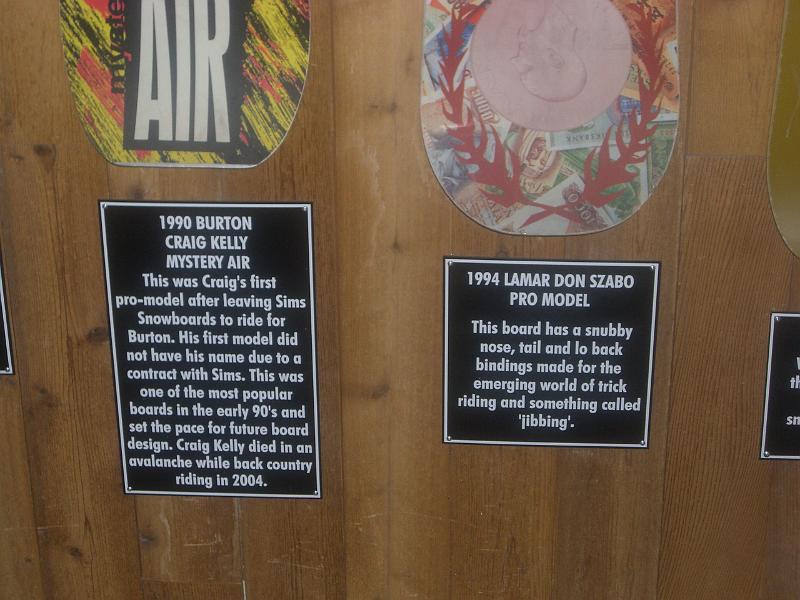 mystery
AIR
1990 BURTON
CRAIG KELLY
MYSTERY AIR
This was Craig's first
pro-model after leaving Sims
Snowboards to ride for
Burton. His first model did
not have his name due to a
contract with Sims. This was
one of the most popular
boards in the early 90's and
set the pace for future board
design. Craig Kelly died in an
avalanche while back country
riding in 2004.
1994 LAMAR DON SZABO
PRO MODEL
This board has a snubby
nose, tail and lo back
bindings made for the
emerging world of trick
riding and something called
'jibbing'.